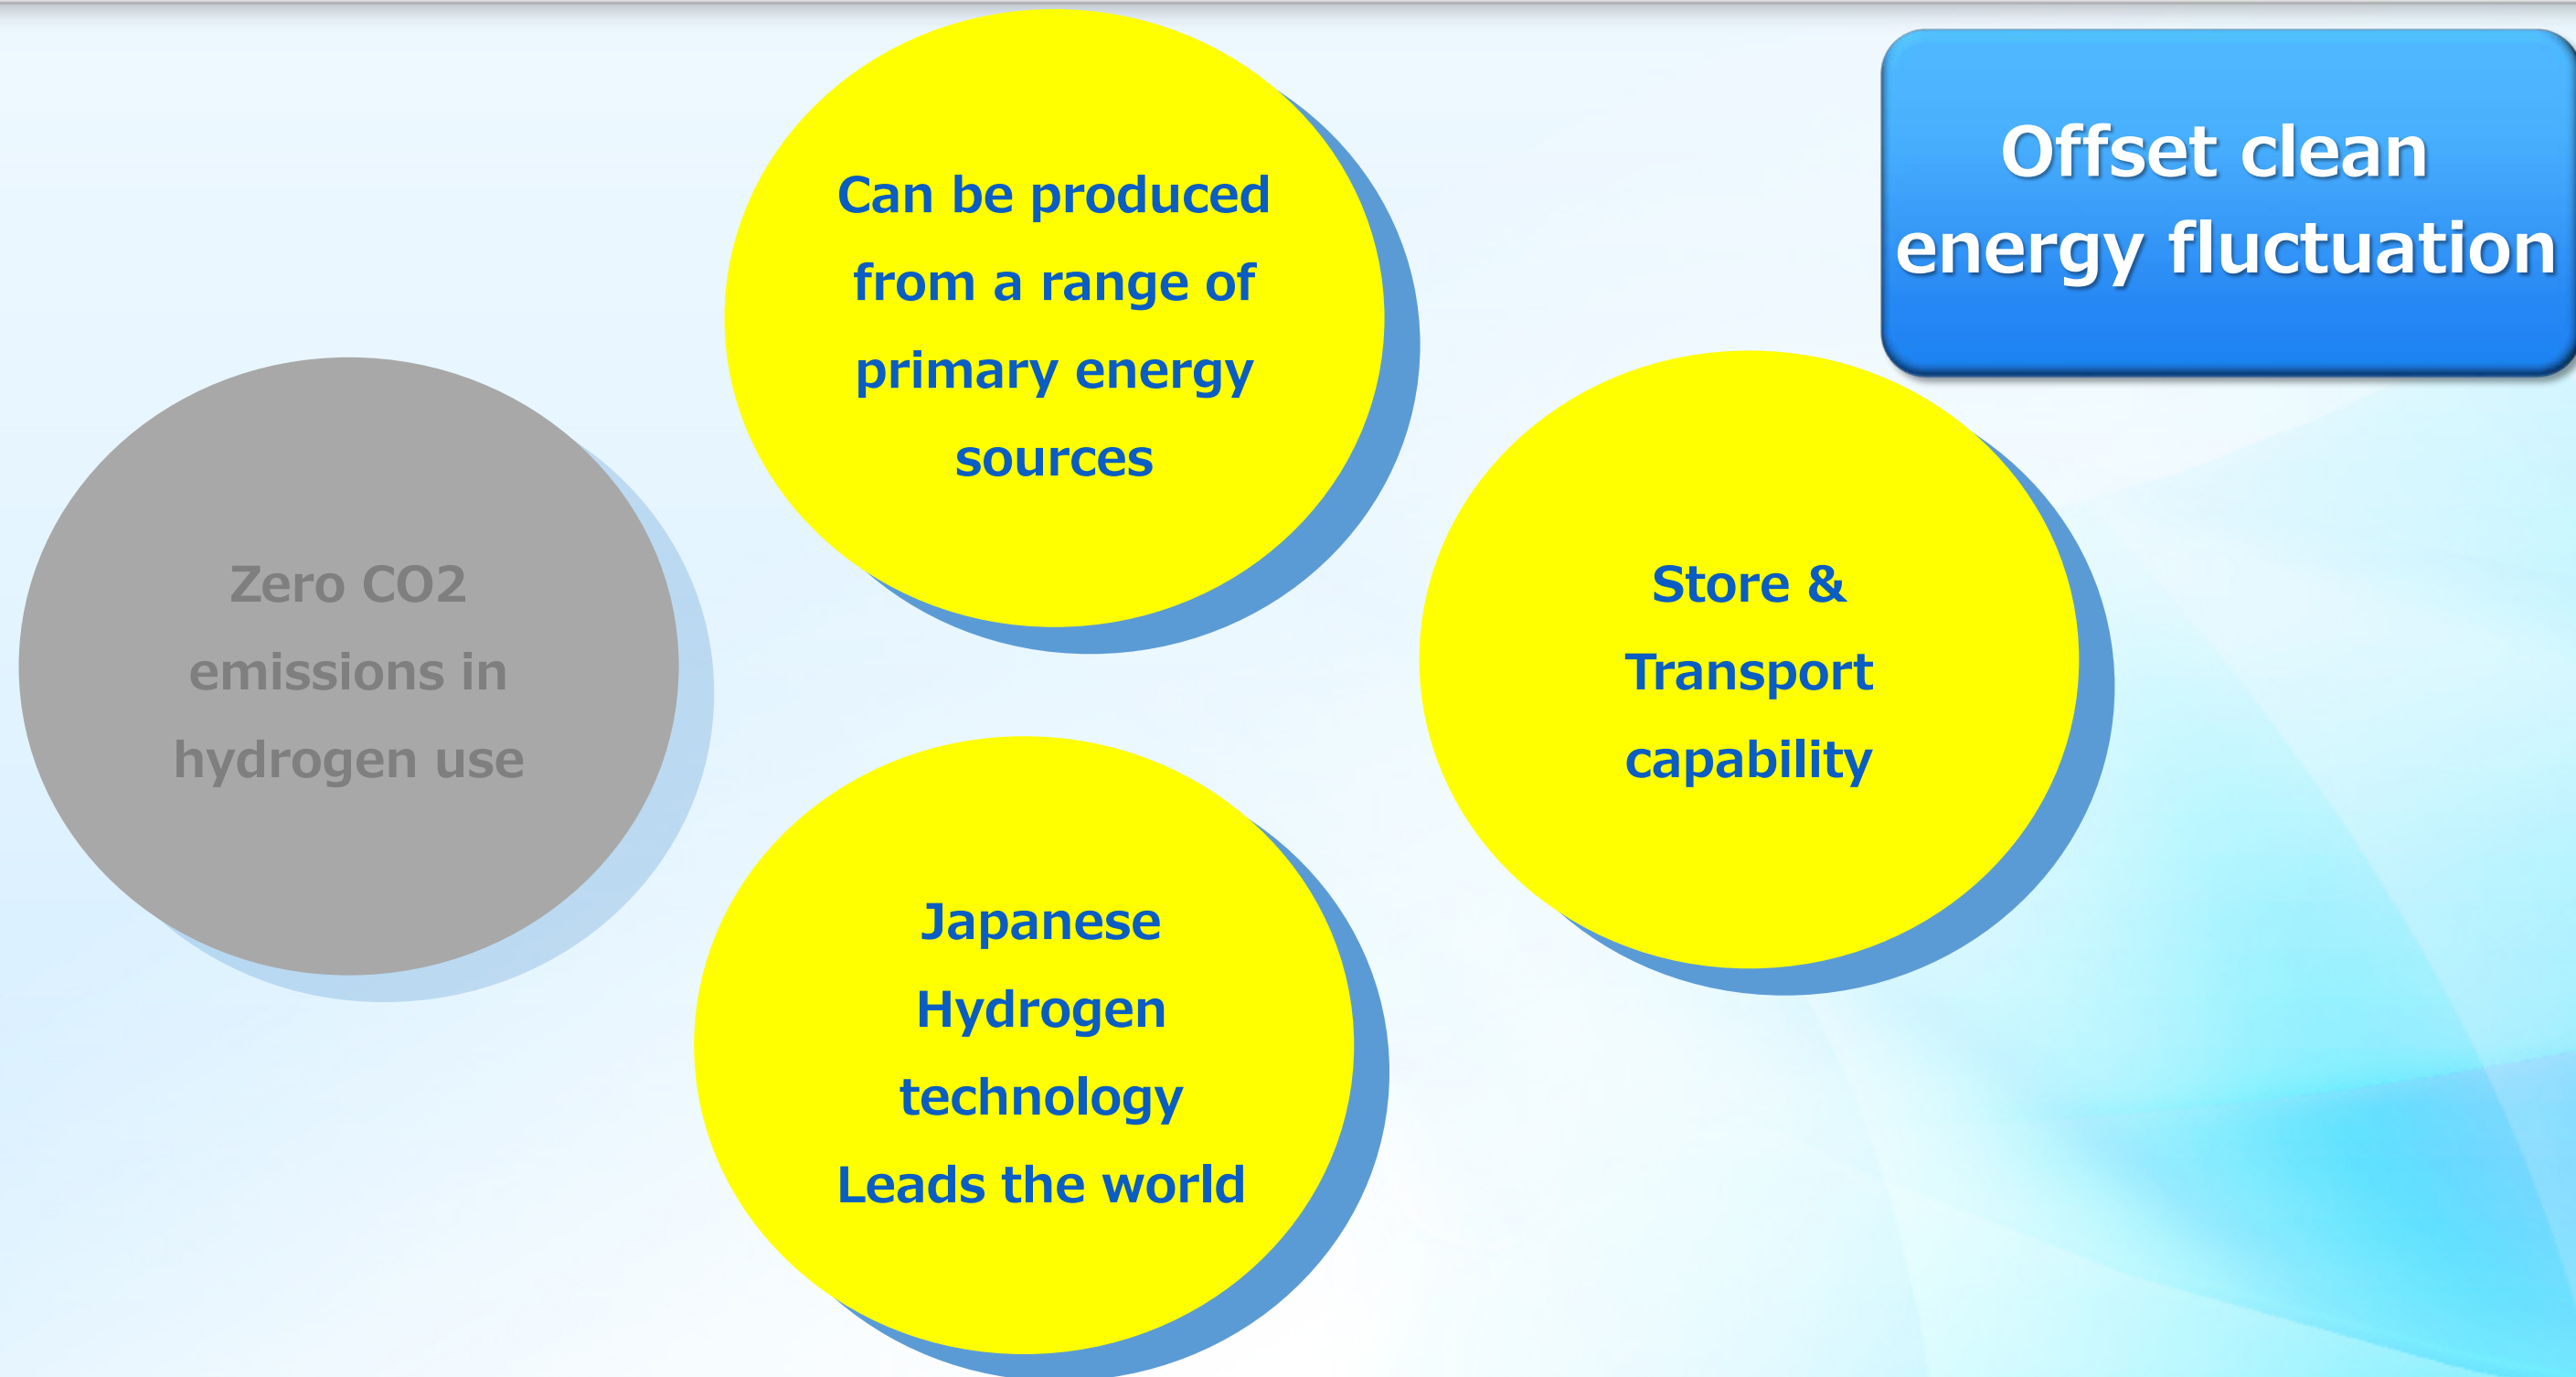 Offset clean
energy fluctuation
Can be produced
from a range of
primary energy
sources
Zero CO2
emissions in
hydrogen use
Store &
Transport
capability
Japanese
Hydrogen
technology
Leads the world